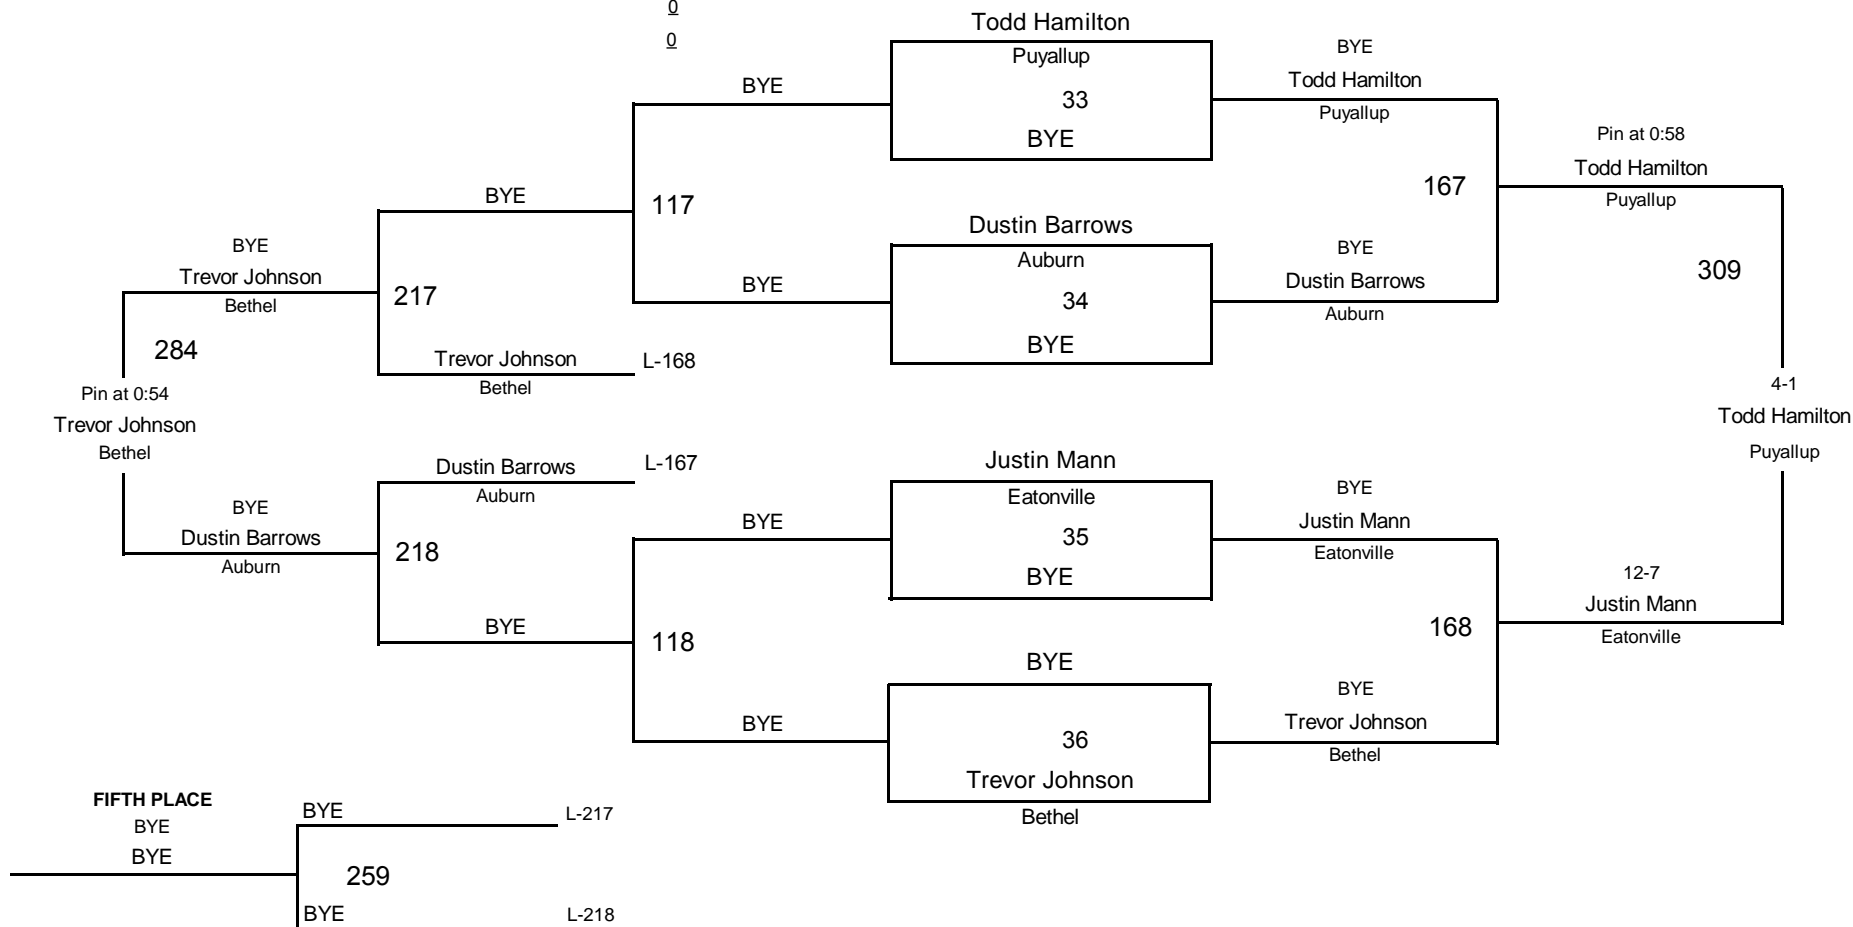 0
0
Todd Hamilton
Puyallup
33
BYE
BYE
Todd Hamilton
Puyallup
BYE
Pin at 0:58
Todd Hamilton
Puyallup
167
BYE
117
Dustin Barrows
Auburn
34
BYE
BYE
Dustin Barrows
Auburn
BYE
309
BYE
Trevor Johnson
Bethel
217
284
Trevor Johnson
Bethel
L-168
Pin at 0:54
Trevor Johnson
Bethel
4-1
Todd Hamilton
Puyallup
Dustin Barrows
Auburn
L-167
Justin Mann
Eatonville
35
BYE
BYE
Justin Mann
Eatonville
BYE
BYE
Dustin Barrows
Auburn
218
12-7
Justin Mann
Eatonville
BYE
118
168
BYE
36
Trevor Johnson
Bethel
BYE
BYE
Trevor Johnson
Bethel
FIFTH PLACE
BYE
BYE
BYE
L-217
259
BYE
L-218